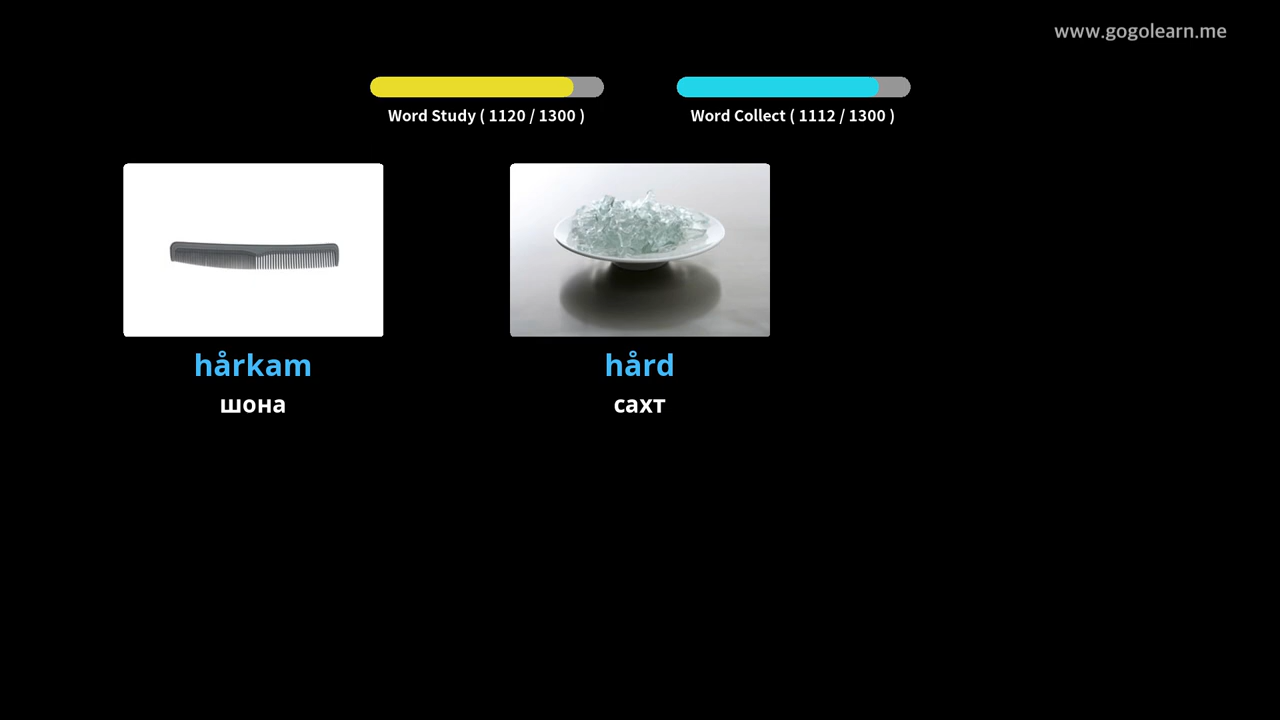 www.gogolearn.me
Word Study ( 1120 / 1300 )
Word Collect ( 1112 / 1300 )
hårkam
hård
шона
сахт